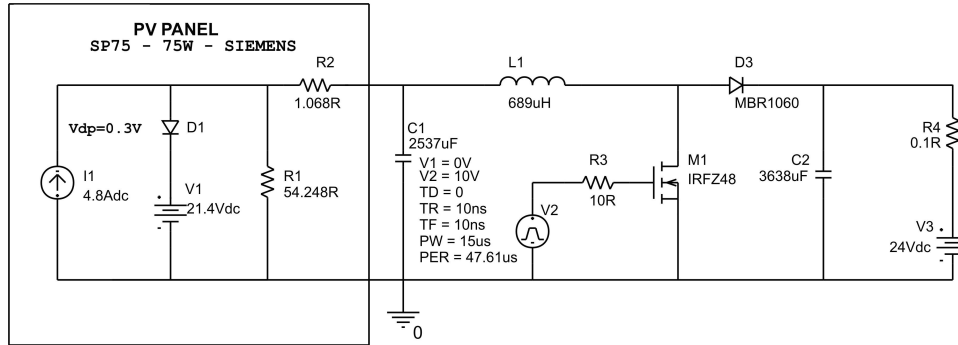 PV PANEL
SP75 - 75W - SIEMENS
R2
1.068R
L1
689uH
D3
MBR1060
Vdp=0.3V
D1
I1
4.8Adc
V1
21.4Vdc
R1
54.248R
C1
2537uF
V1 = 0V
V2 = 10V
TD = 0
TR = 10ns
TF = 10ns
PW = 15us
PER = 47.61us
R3
10R
V2
M1
IRFZ48
C2
3638uF
R4
0.1R
V3
24Vdc
0